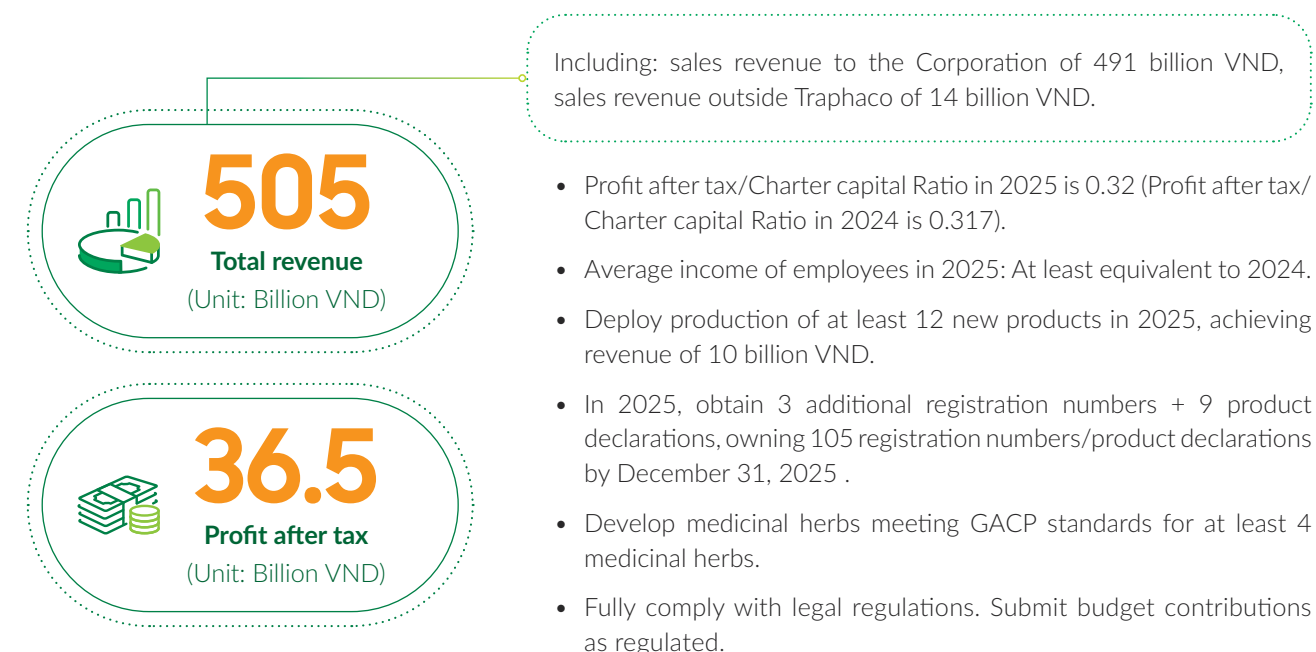 Including: sales revenue to the Corporation of 491 billion VND,
sales revenue outside Traphaco of 14 billion VND.
505
Total revenue
(Unit: Billion VND)
36.5
Profit after tax
(Unit: Billion VND)
• Profit after tax/Charter capital Ratio in 2025 is 0.32 (Profit after tax/
Charter capital Ratio in 2024 is 0.317).
• Average income of employees in 2025: At least equivalent to 2024.
• Deploy production of at least 12 new products in 2025, achieving
revenue of 10 billion VND.
• In 2025, obtain 3 additional registration numbers + 9 product
declarations, owning 105 registration numbers/product declarations
by December 31, 2025 .
• Develop medicinal herbs meeting GACP standards for at least 4
medicinal herbs.
• Fully comply with legal regulations. Submit budget contributions
as regulated.